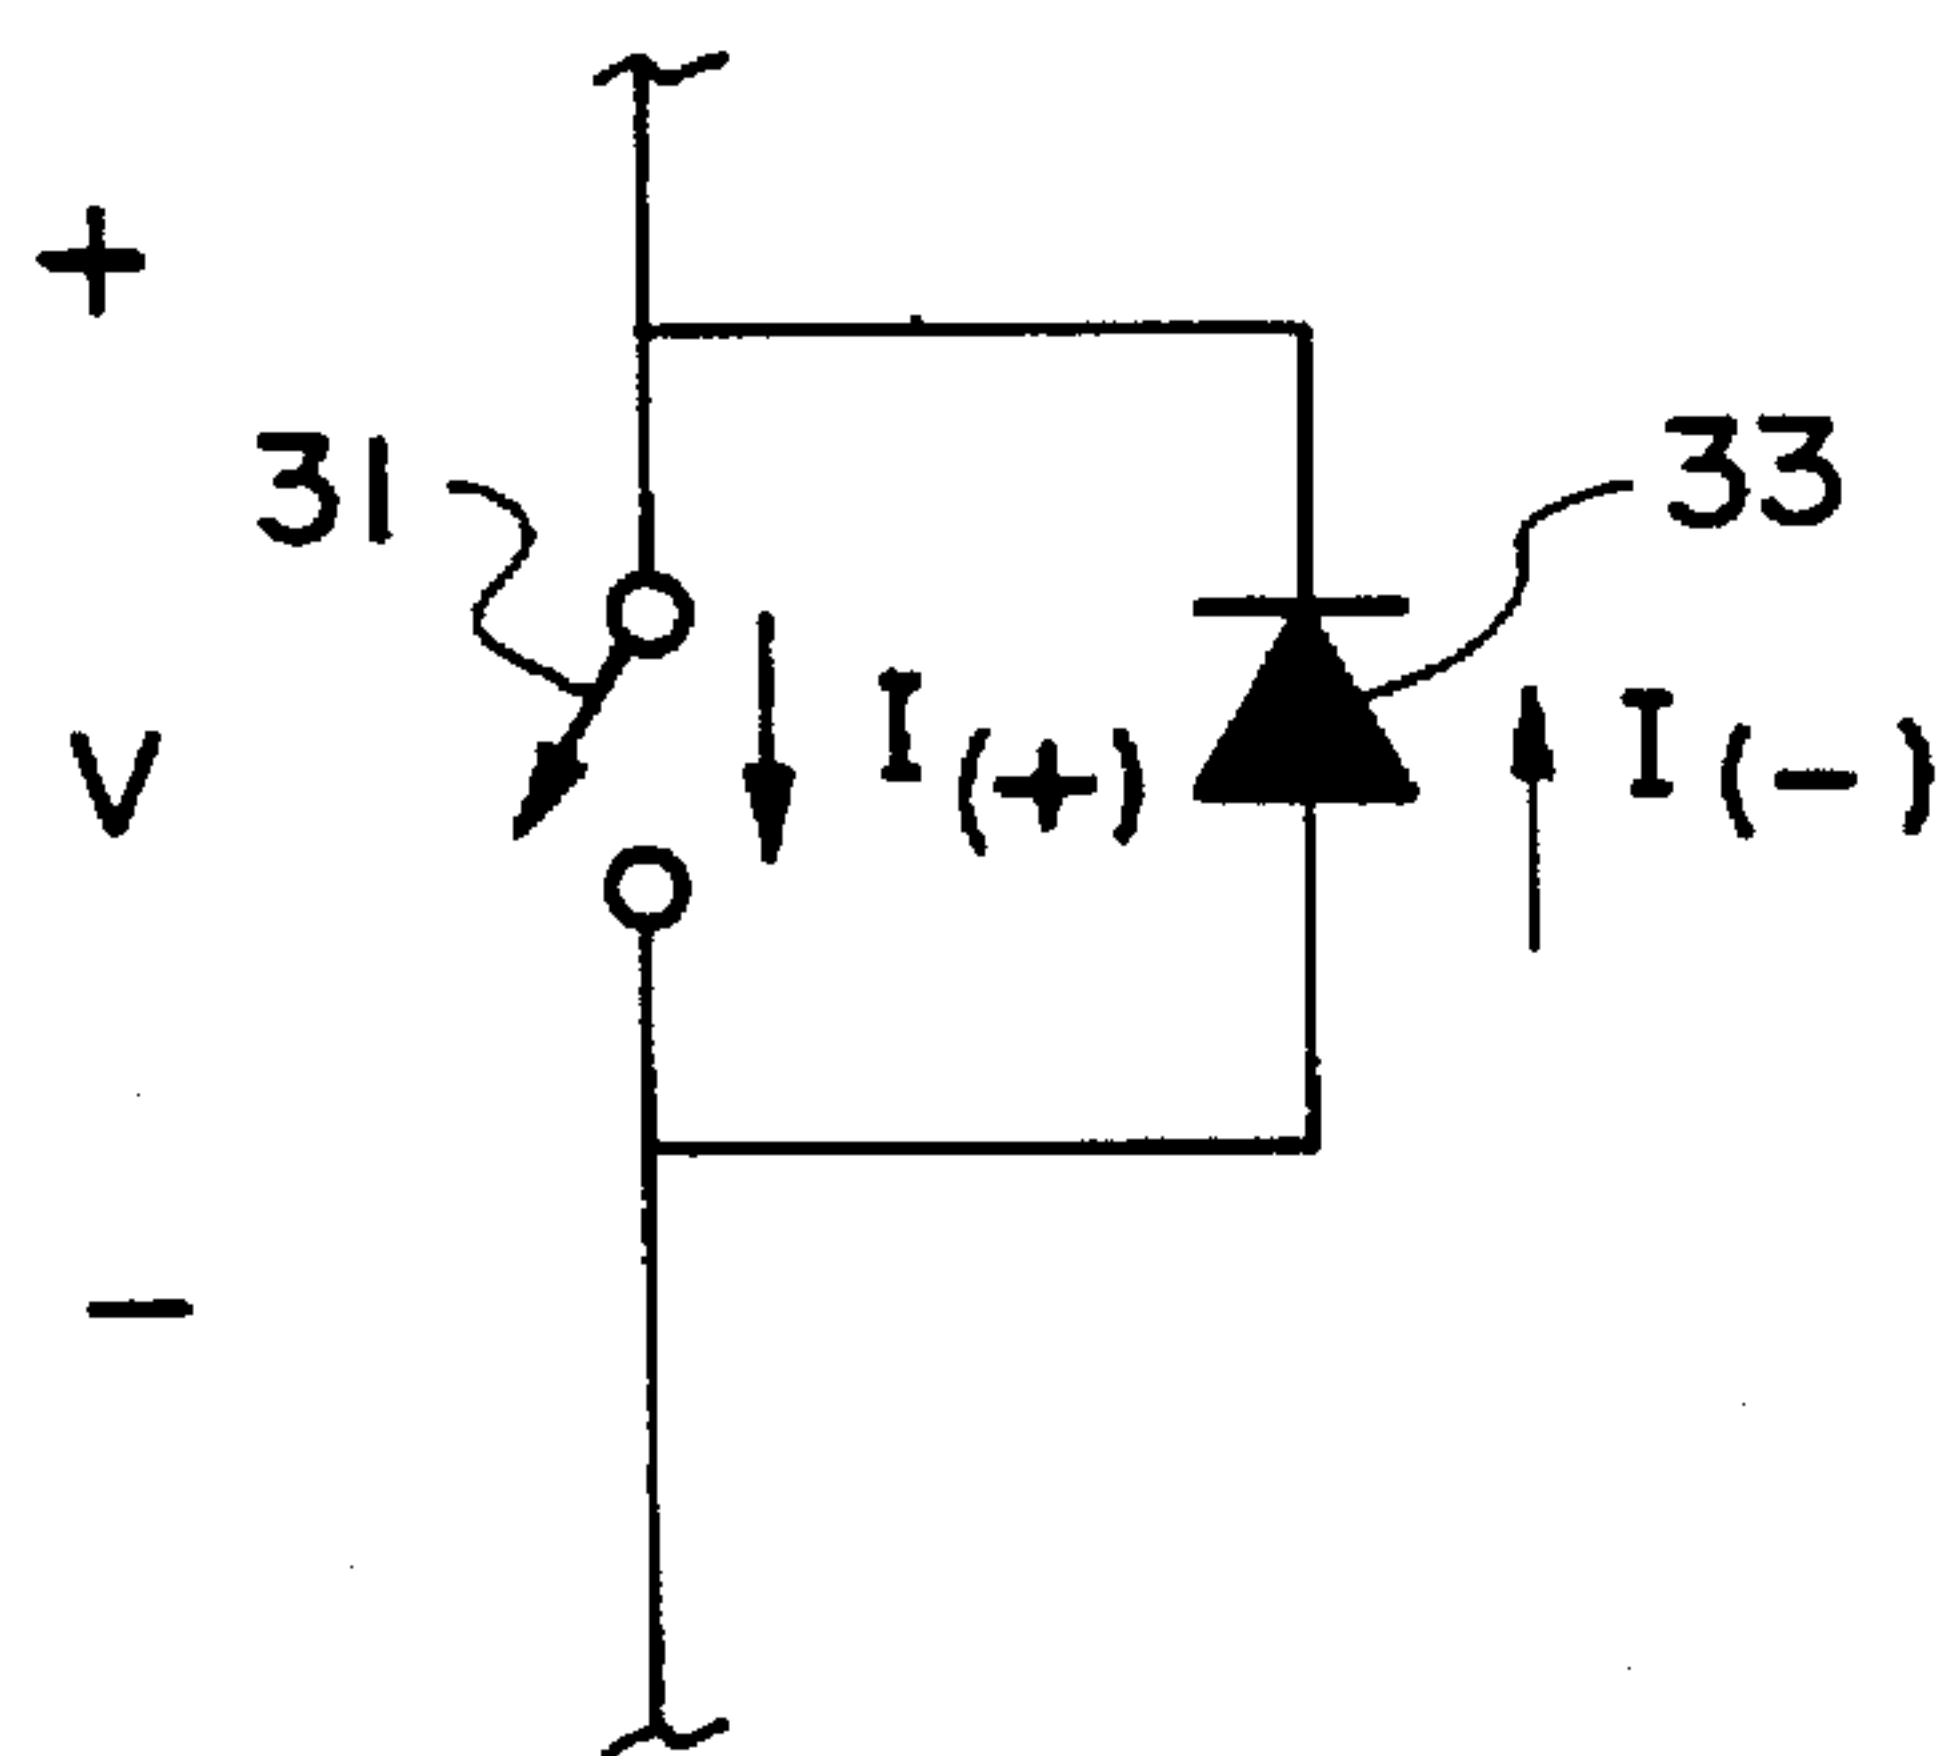 +
31
33
V
I(+)
I(-)
-